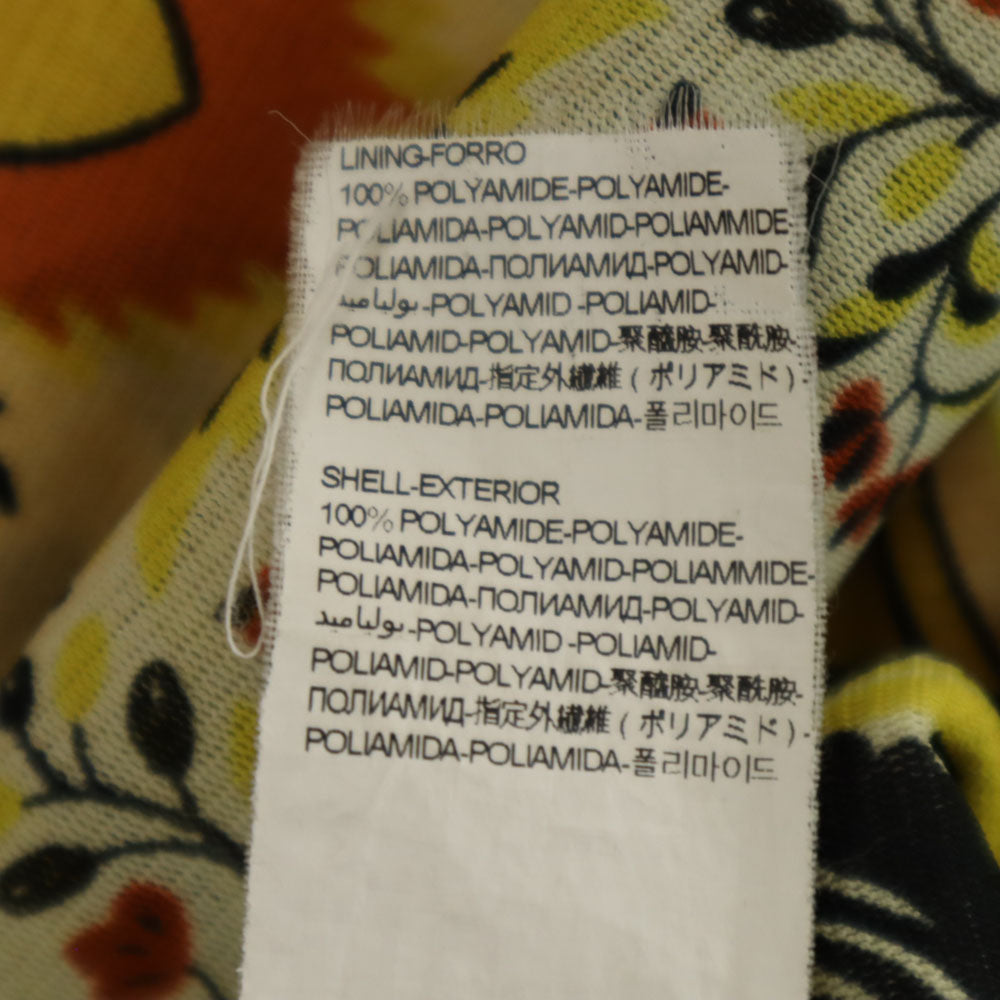 LINING-FORRO
100% POLYAMIDE-POLYAMIDE-
POLIAMIDA-POLYAMID-POLIAMMIDE
POLIAMIDA-ПОЛИАМИД-POLYAMID-
بولياميد -POLYAMID -POLIAMID-
POLIAMID-POLYAMID-聚醯胺-聚酰胺-
ПОЛИАМИД-指定外繊維 ( ポリアミド ) -
POLIAMIDA-POLIAMIDA-폴리마이드
SHELL-EXTERIOR
100% POLYAMIDE-POLYAMIDE-
POLIAMIDA-POLYAMID-POLIAMMIDE-
POLIAMIDA-ПОЛИАМИД-POLYAMID-
بولياميد -POLYAMID -POLIAMID-
POLIAMID-POLYAMID-聚醯胺-聚酰胺-
ПОЛИАМИД-指定外繊維 ( ポリアミド ) -
POLIAMIDA-POLIAMIDA-폴리마이드